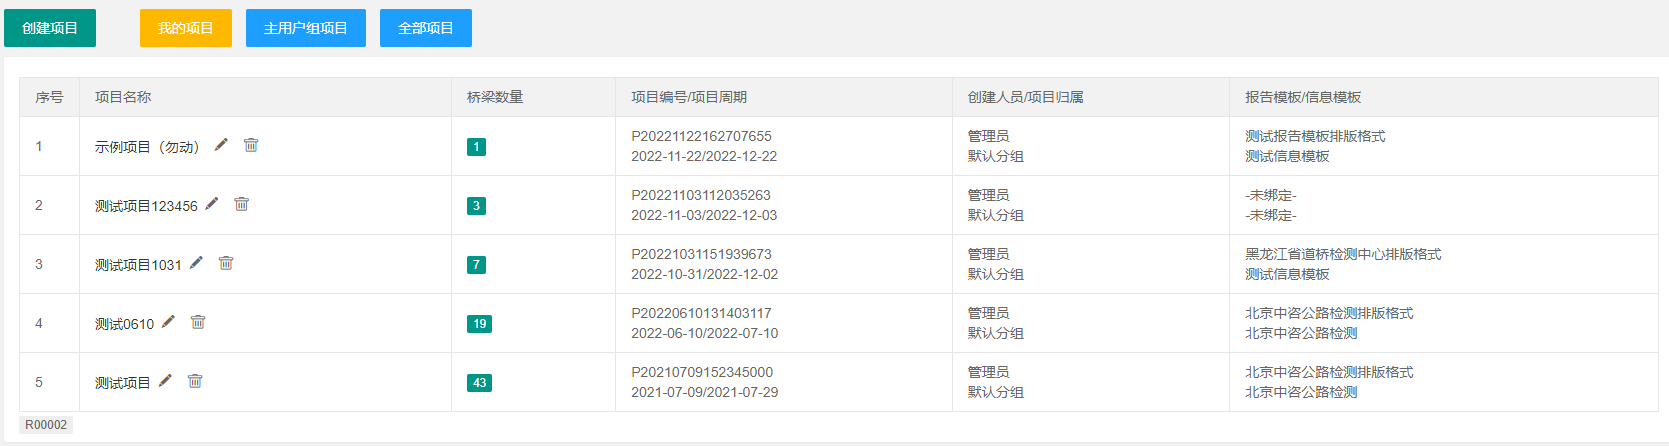 创建项目 我的项目 主用户组项目 全部项目
序号 项目名称 桥梁数量 项目编号/项目周期 创建人员/项目归属 报告模板/信息模板
1 示例项目（勿动） 1 P20221122162707655 管理员 测试报告模板排版格式
2022-11-22/2022-12-22 默认分组 测试信息模板
2 测试项目123456 3 P20221103112035263 管理员 -未绑定-
2022-11-03/2022-12-03 默认分组 -未绑定-
3 测试项目1031 7 P20221031151939673 管理员 黑龙江省道桥检测中心排版格式
2022-10-31/2022-12-02 默认分组 测试信息模板
4 测试0610 19 P20220610131403117 管理员 北京中咨公路检测排版格式
2022-06-10/2022-07-10 默认分组 北京中咨公路检测
5 测试项目 43 P20210709152345000 管理员 北京中咨公路检测排版格式
2021-07-09/2021-07-29 默认分组 北京中咨公路检测
R00002